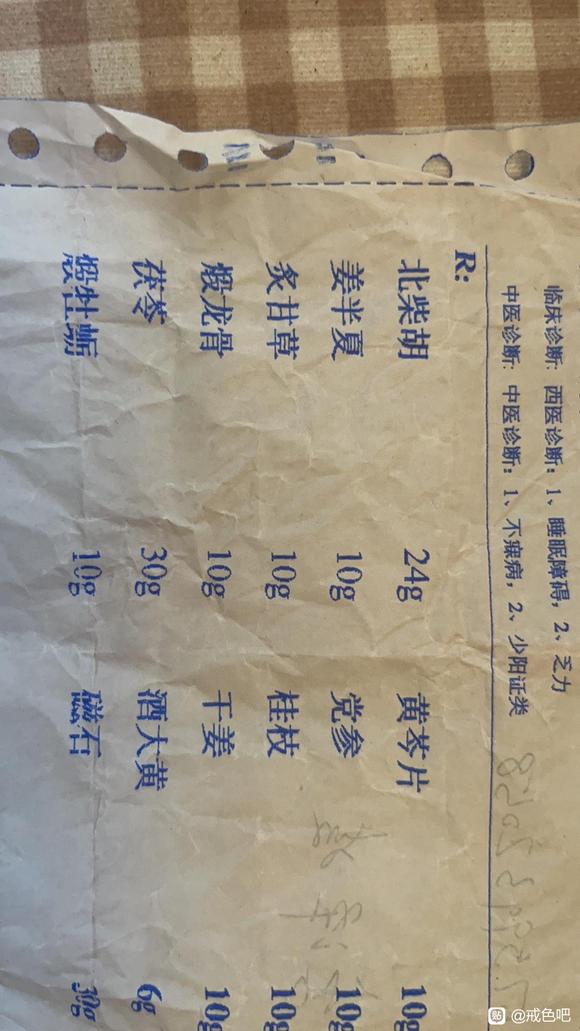 临床诊断: 西医诊断: 1、睡眠障碍, 2、乏力
中医诊断: 中医诊断: 1、不寐病, 2、少阳证类
R:
北柴胡 24g 黄芩片 10g
姜半夏 10g 党参 10g
炙甘草 10g 桂枝 10g
煅龙骨 10g 干姜 10g
茯苓 30g 酒大黄 6g
煅牡蛎 10g 磁石 30g
贴 @戒色吧